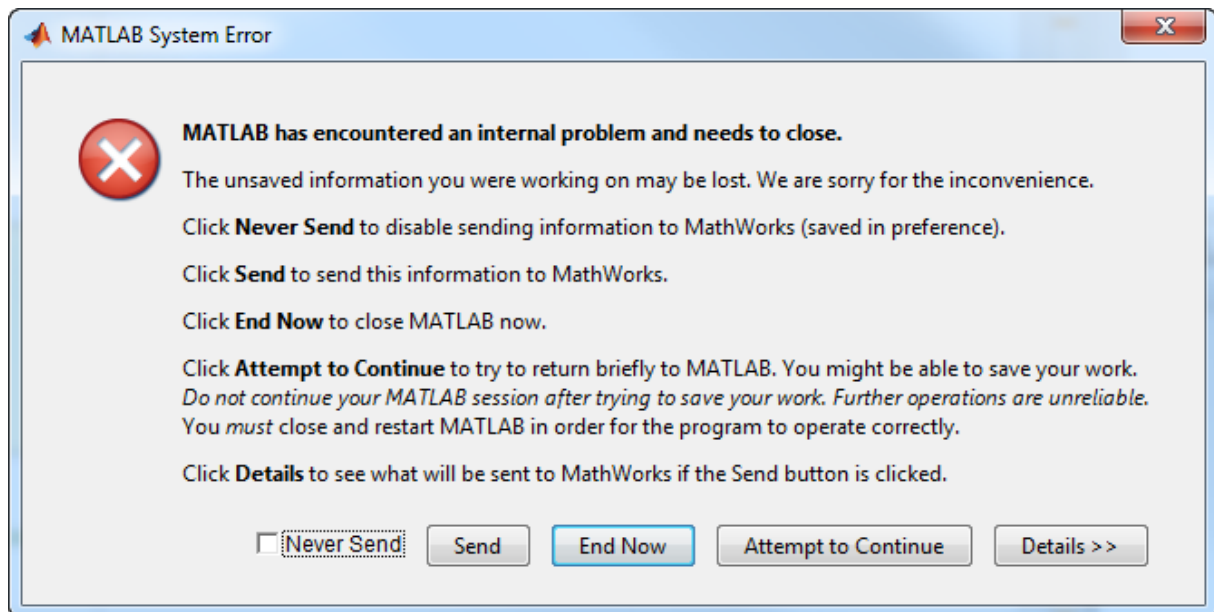 MATLAB System Error
MATLAB has encountered an internal problem and needs to close.
The unsaved information you were working on may be lost. We are sorry for the inconvenience.
Click Never Send to disable sending information to MathWorks (saved in preference).
Click Send to send this information to MathWorks.
Click End Now to close MATLAB now.
Click Attempt to Continue to try to return briefly to MATLAB. You might be able to save your work.
Do not continue your MATLAB session after trying to save your work. Further operations are unreliable.
You must close and restart MATLAB in order for the program to operate correctly.
Click Details to see what will be sent to MathWorks if the Send button is clicked.
Never Send Send End Now Attempt to Continue Details >>